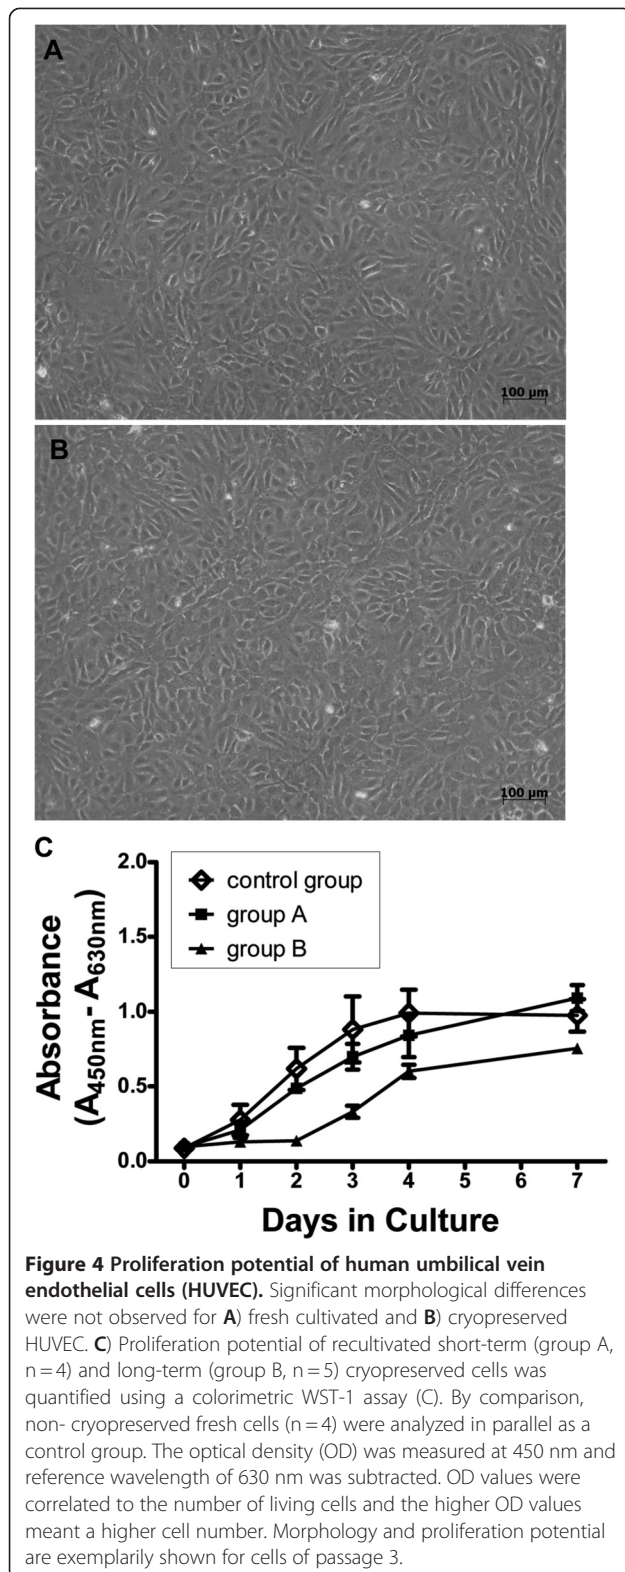 A
100 µm
B
100 µm
C
2.0
1.5
1.0
0.5
0.0
Absorbance
(A450nm- A630nm)
control group
group A
group B
0 1 2 3 4 5 6 7
Days in Culture
Figure 4 Proliferation potential of human umbilical vein
endothelial cells (HUVEC). Significant morphological differences
were not observed for A) fresh cultivated and B) cryopreserved
HUVEC. C) Proliferation potential of recultivated short-term (group A,
n = 4) and long-term (group B, n = 5) cryopreserved cells was
quantified using a colorimetric WST-1 assay (C). By comparison,
non- cryopreserved fresh cells (n = 4) were analyzed in parallel as a
control group. The optical density (OD) was measured at 450 nm and
reference wavelength of 630 nm was subtracted. OD values were
correlated to the number of living cells and the higher OD values
meant a higher cell number. Morphology and proliferation potential
are exemplarily shown for cells of passage 3.